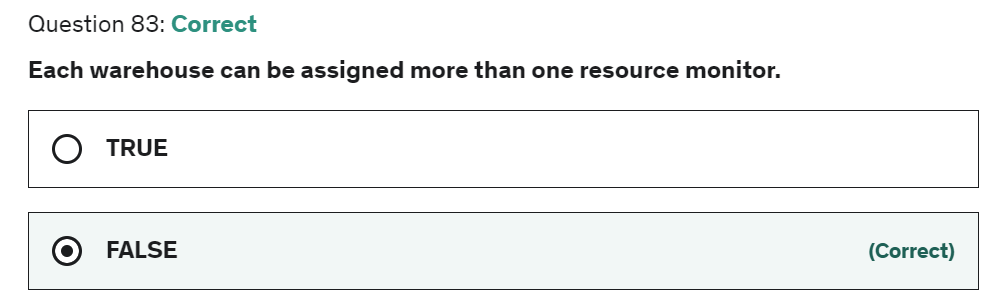 Question 83: Correct
Each warehouse can be assigned more than one resource monitor.
TRUE
FALSE (Correct)